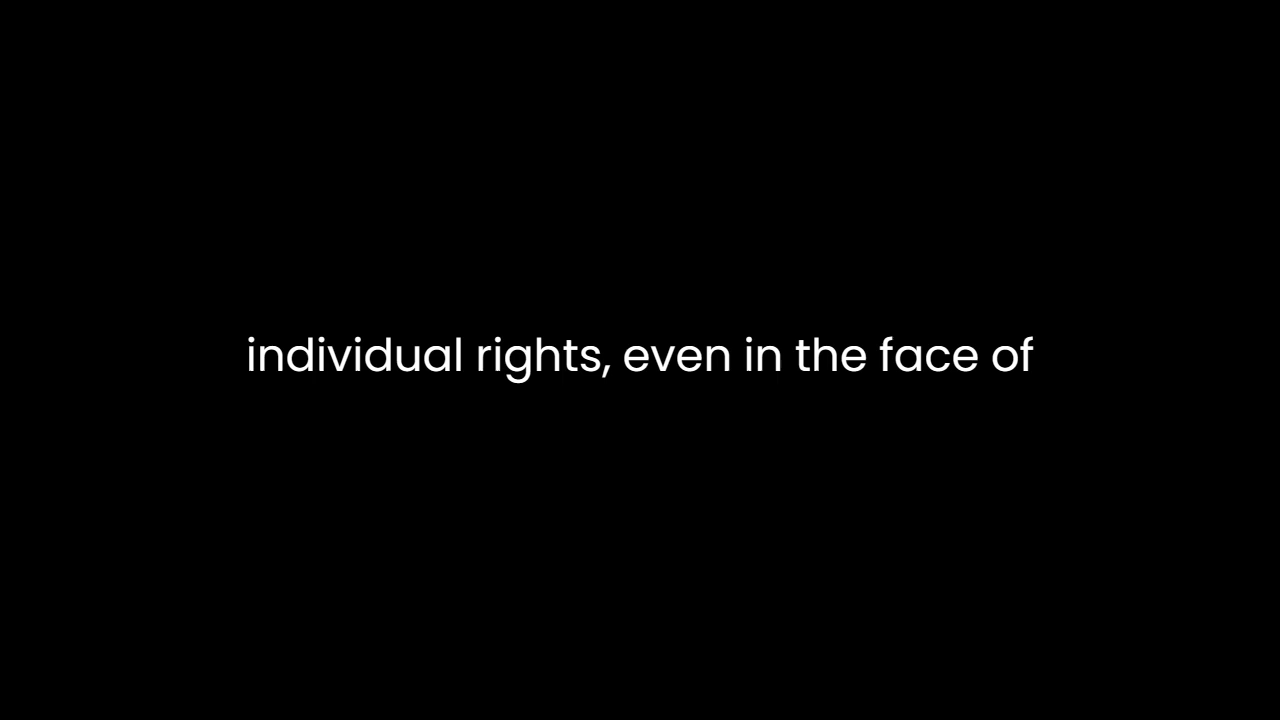 individual rights, even in the face of